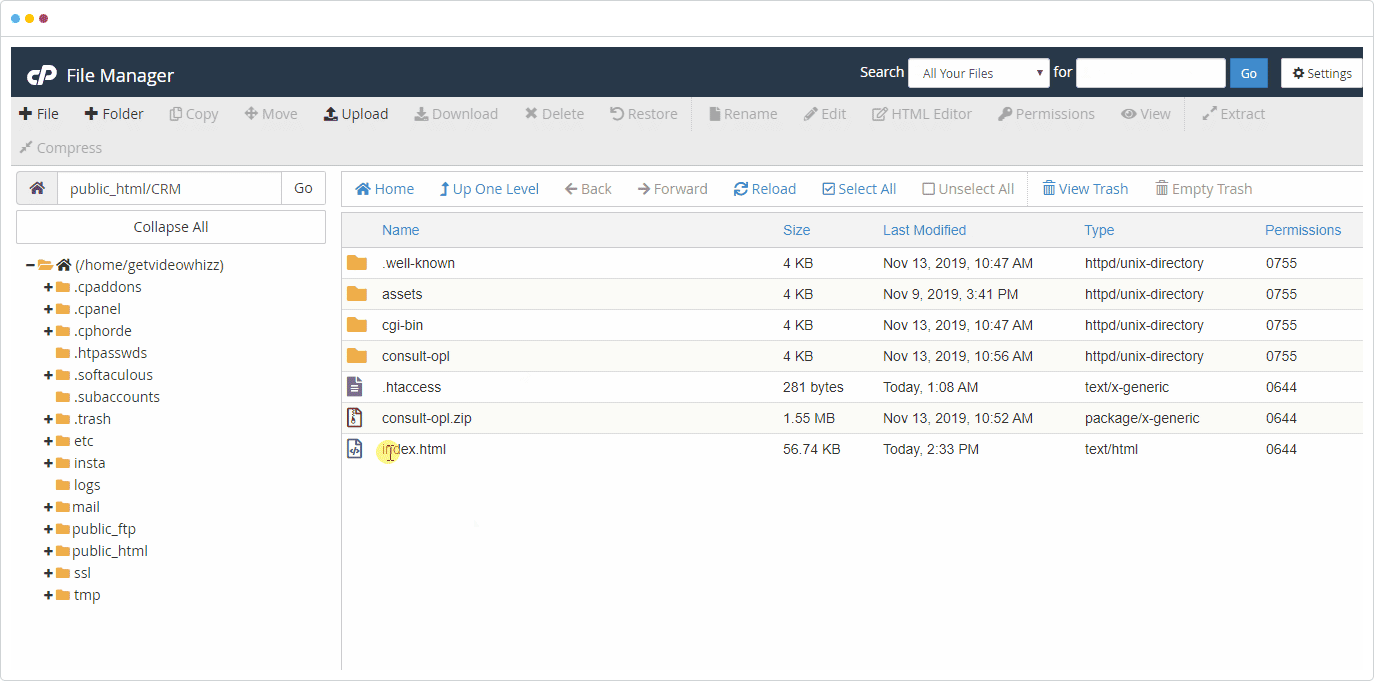 cP File Manager Search All Your Files for Go Settings
File Folder Copy Move Upload Download Delete Restore Rename Edit HTML Editor Permissions View Extract
Compress
public_html/CRM Go
Collapse All
(/home/getvideowhizz)
.cpaddons
.cpanel
.cphorde
.htpasswds
.softaculous
.subaccounts
.trash
etc
insta
logs
mail
public_ftp
public_html
ssl
tmp
Home Up One Level Back Forward Reload Select All Unselect All View Trash Empty Trash
Name Size Last Modified Type Permissions
.well-known 4 KB Nov 13, 2019, 10:47 AM httpd/unix-directory 0755
assets 4 KB Nov 9, 2019, 3:41 PM httpd/unix-directory 0755
cgi-bin 4 KB Nov 13, 2019, 10:47 AM httpd/unix-directory 0755
consult-opl 4 KB Nov 13, 2019, 10:56 AM httpd/unix-directory 0755
.htaccess 281 bytes Today, 1:08 AM text/x-generic 0644
consult-opl.zip 1.55 MB Nov 13, 2019, 10:52 AM package/x-generic 0644
index.html 56.74 KB Today, 2:33 PM text/html 0644